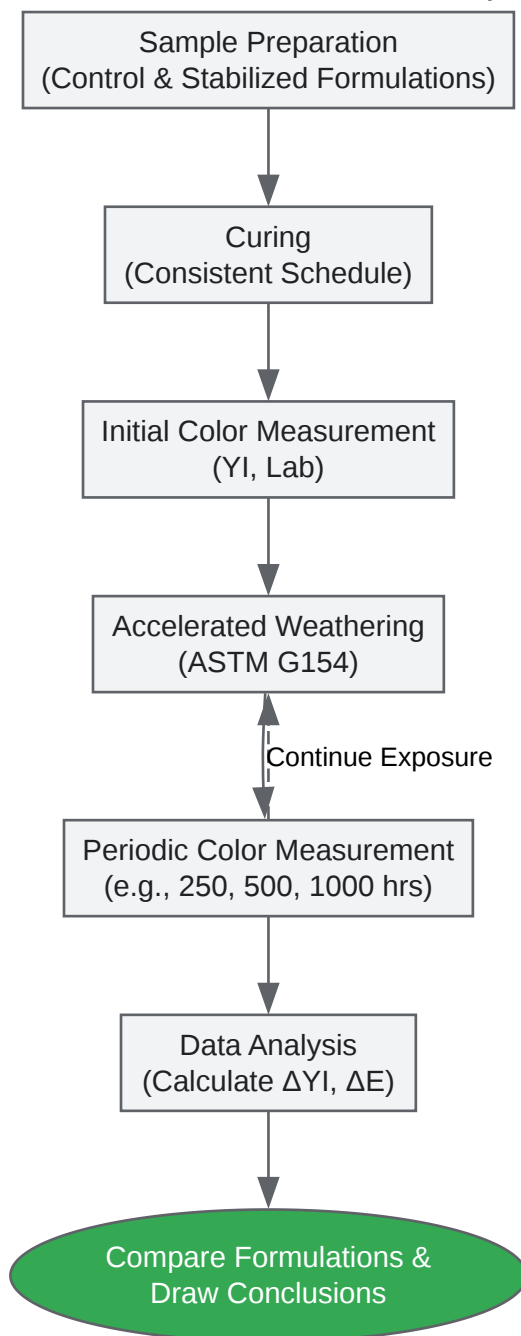 Sample Preparation
(Control & Stabilized Formulations)
Curing
(Consistent Schedule)
Initial Color Measurement
(YI, Lab)
Accelerated Weathering
(ASTM G154)
Continue Exposure
Periodic Color Measurement
(e.g., 250, 500, 1000 hrs)
Data Analysis
(Calculate ΔYI, ΔE)
Compare Formulations &
Draw Conclusions